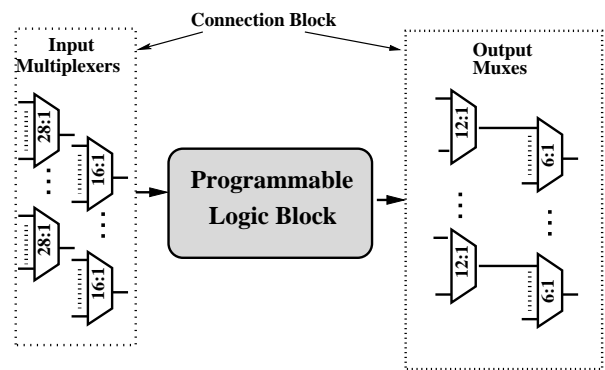 Connection Block
Input
Multiplexers
28:1
16:1
28:1
16:1
Programmable
Logic Block
Output
Muxes
12:1
6:1
12:1
6:1